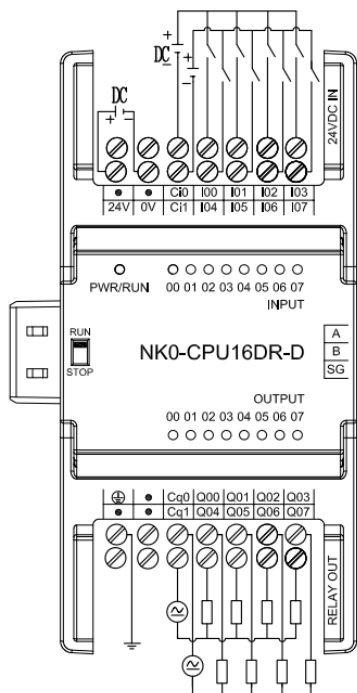 DC
DC
+ -
+
-
+
-
24VDC IN
● ● Ci0 I00 I01 I02 I03
24V 0V Ci1 I04 I05 I06 I07
PWR/RUN 00 01 02 03 04 05 06 07
INPUT
RUN
STOP
NK0-CPU16DR-D
A
B
SG
OUTPUT
00 01 02 03 04 05 06 07
● Cq0 Q00 Q01 Q02 Q03
● ● Cq1 Q04 Q05 Q06 Q07
RELAY OUT